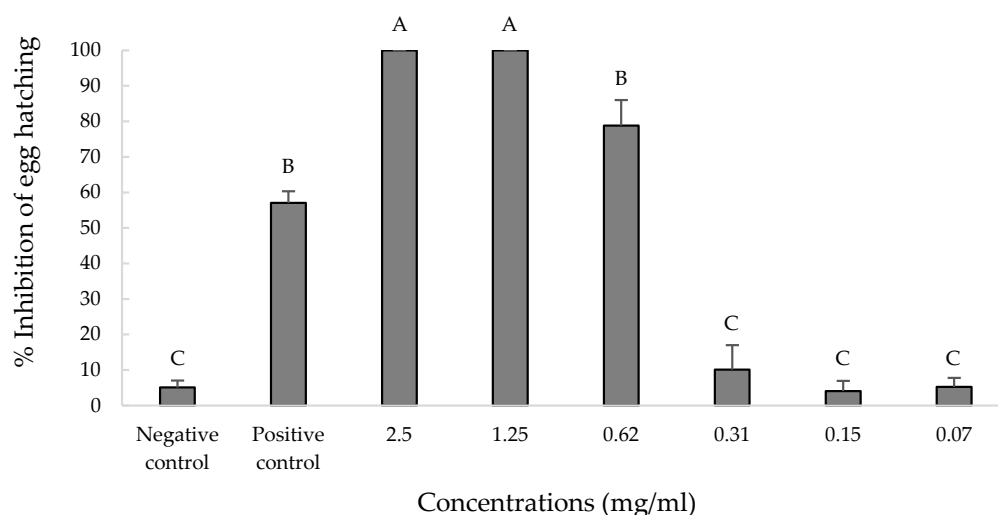 % Inhibition of egg hatching
100
90
80
70
60
50
40
30
20
10
0
C
B
A
A
B
C
C
C
Negative control
Positive control
2.5
1.25
0.62
0.31
0.15
0.07
Concentrations (mg/ml)